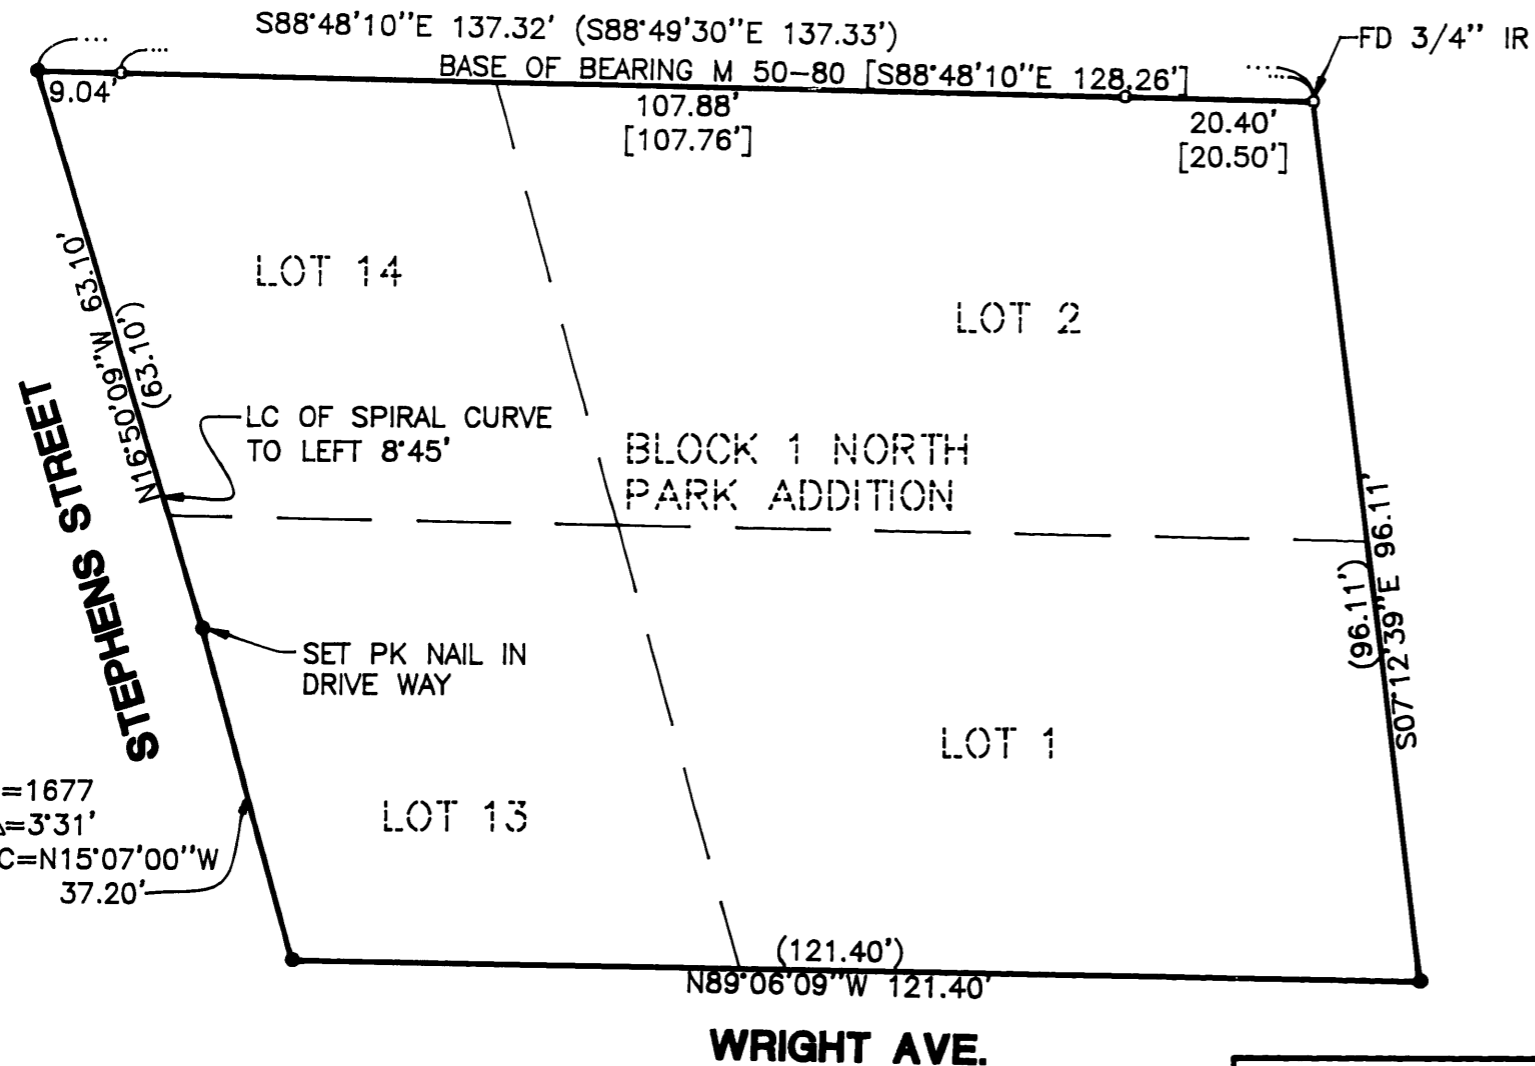 S88°48'10"E 137.32' (S88°49'30"E 137.33')
FD 3/4" IR
BASE OF BEARING M 50-80 [S88°48'10"E 128.26']
9.04'
107.88'
[107.76']
20.40'
[20.50']
LOT 14
LOT 2
N16°50'09"W 63.10'
(63.10')
LC OF SPIRAL CURVE
TO LEFT 8°45'
BLOCK 1 NORTH
PARK ADDITION
STEPHENS STREET
S07°12'39"E 96.11'
(96.11')
SET PK NAIL IN
DRIVE WAY
LOT 1
LOT 13
=1677
Δ=3°31'
C=N15°07'00"W
37.20'
(121.40')
N89°06'09"W 121.40'
WRIGHT AVE.